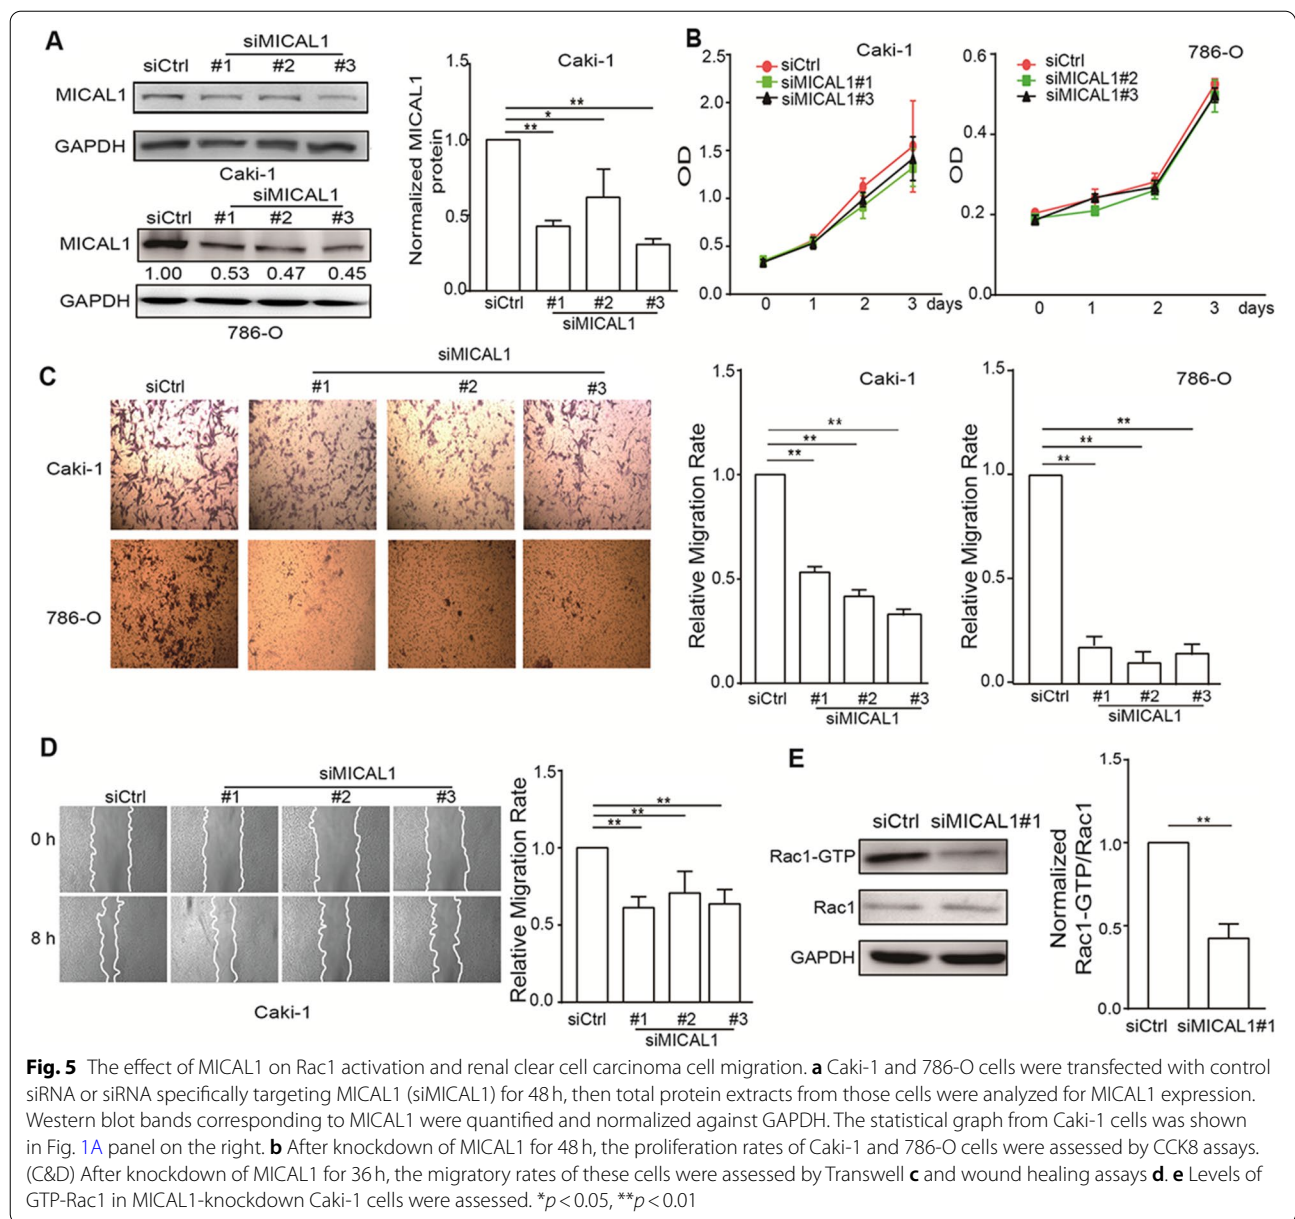 A
siMICAL1
siCtrl #1 #2 #3
MICAL1
GAPDH
Caki-1
siMICAL1
siCtrl #1 #2 #3
MICAL1
1.00 0.53 0.47 0.45
GAPDH
786-O
Caki-1
Normalized MICAL1
protein
1.5
1.0
0.5
0.0
**
*
**
siCtrl #1 #2 #3
siMICAL1
B
Caki-1
siCtrl
siMICAL1#1
siMICAL1#3
OD
2.5
2.0
1.5
1.0
0.5
0.0
0 1 2 3 days
786-O
siCtrl
siMICAL1#2
siMICAL1#3
OD
0.6
0.4
0.2
0.0
0 1 2 3 days
C
siMICAL1
siCtrl #1 #2 #3
Caki-1
786-O
Caki-1
Relative Migration Rate
1.5
1.0
0.5
0.0
**
**
**
siCtrl #1 #2 #3
siMICAL1
786-O
Relative Migration Rate
1.5
1.0
0.5
0.0
**
**
**
siCtrl #1 #2 #3
siMICAL1
D
siMICAL1
siCtrl #1 #2 #3
0 h
8 h
Caki-1
Relative Migration Rate
1.5
1.0
0.5
0.0
**
**
**
siCtrl #1 #2 #3
siMICAL1
E
siCtrl siMICAL1#1
Rac1-GTP
Rac1
GAPDH
Normalized
Rac1-GTP/Rac1
1.5
1.0
0.5
0.0
**
siCtrl siMICAL1#1
Fig. 5 The effect of MICAL1 on Rac1 activation and renal clear cell carcinoma cell migration. a Caki-1 and 786-O cells were transfected with control
siRNA or siRNA specifically targeting MICAL1 (siMICAL1) for 48 h, then total protein extracts from those cells were analyzed for MICAL1 expression.
Western blot bands corresponding to MICAL1 were quantified and normalized against GAPDH. The statistical graph from Caki-1 cells was shown
in Fig. 1A panel on the right. b After knockdown of MICAL1 for 48 h, the proliferation rates of Caki-1 and 786-O cells were assessed by CCK8 assays.
(C&D) After knockdown of MICAL1 for 36 h, the migratory rates of these cells were assessed by Transwell c and wound healing assays d. e Levels of
GTP-Rac1 in MICAL1-knockdown Caki-1 cells were assessed. *p < 0.05, **p < 0.01